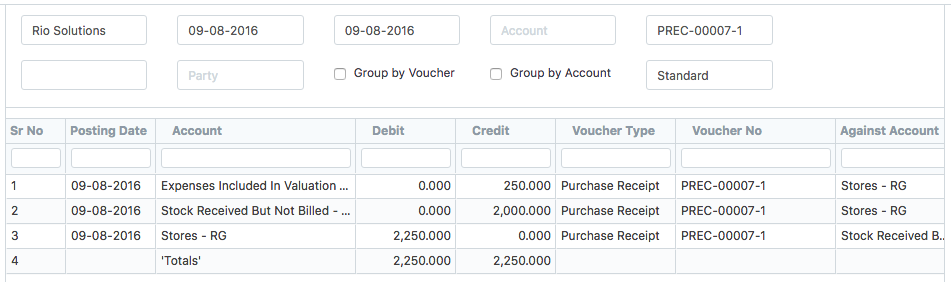 Rio Solutions 09-08-2016 09-08-2016 Account PREC-00007-1
Party Group by Voucher Group by Account Standard
Sr No Posting Date Account Debit Credit Voucher Type Voucher No Against Account
1 09-08-2016 Expenses Included In Valuation ... 0.000 250.000 Purchase Receipt PREC-00007-1 Stores - RG
2 09-08-2016 Stock Received But Not Billed - ... 0.000 2,000.000 Purchase Receipt PREC-00007-1 Stores - RG
3 09-08-2016 Stores - RG 2,250.000 0.000 Purchase Receipt PREC-00007-1 Stock Received B..
4 'Totals' 2,250.000 2,250.000